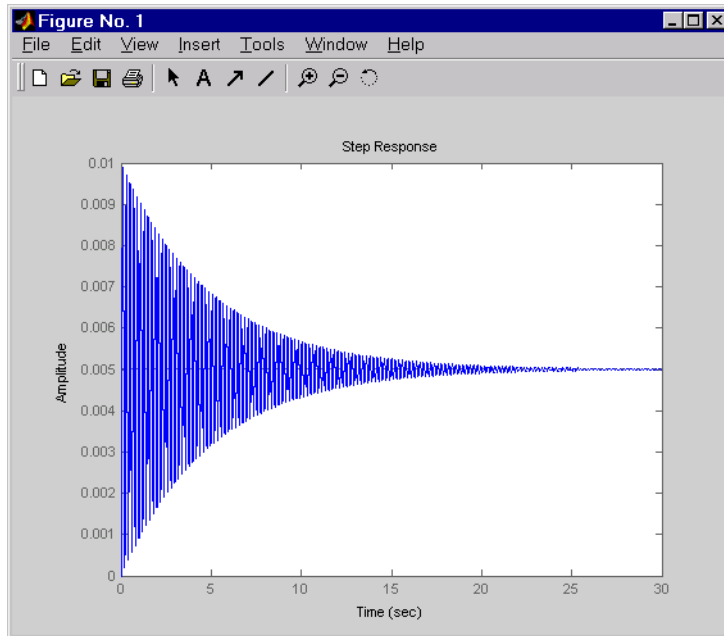 Figure No. 1
File Edit View Insert Tools Window Help
A
Step Response
0.01
0.009
0.008
0.007
0.006
0.005
0.004
0.003
0.002
0.001
0
Amplitude
0 5 10 15 20 25 30
Time (sec)